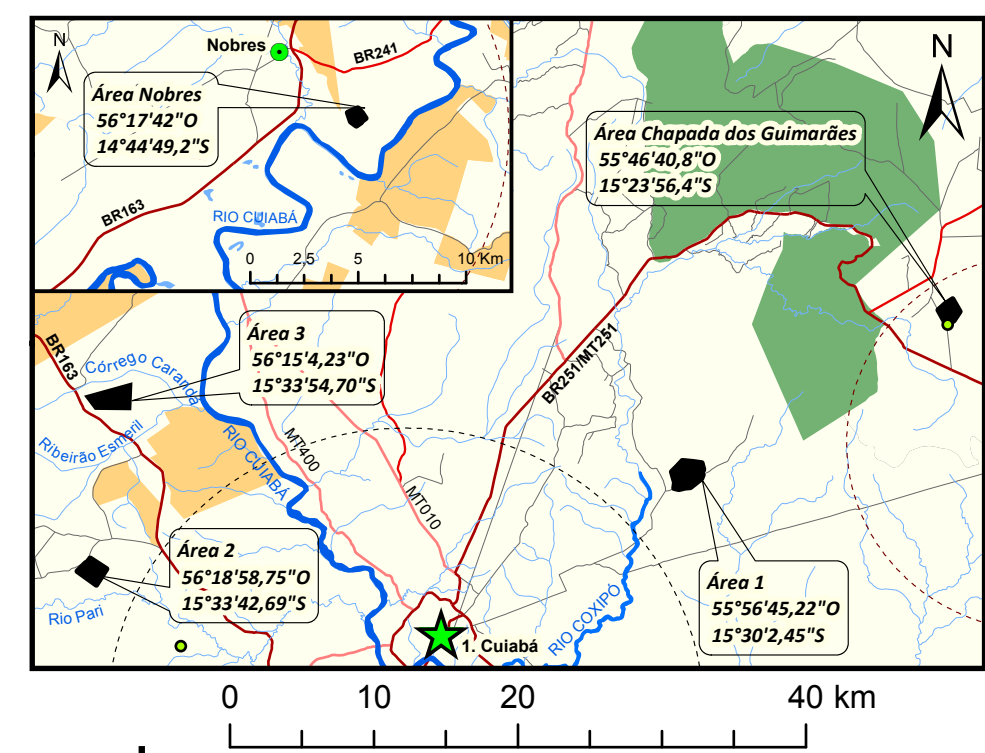 N
Nobres
BR241
Área Nobres
56°17'42"O
14°44'49,2"S
BR163
RIO CUIABÁ
0 2,5 5 10 Km
N
Área Chapada dos Guimarães
55°46'40,8"O
15°23'56,4"S
BR163
Córrego Carandá
Ribeirão Esmeril
Área 3
56°15'4,23"O
15°33'54,70"S
BR251/MT251
RIO CUIABÁ
MT400
MT010
Área 2
56°18'58,75"O
15°33'42,69"S
Rio Pari
Área 1
55°56'45,22"O
15°30'2,45"S
RIO COXIPÓ
1. Cuiabá
0 10 20 40 km